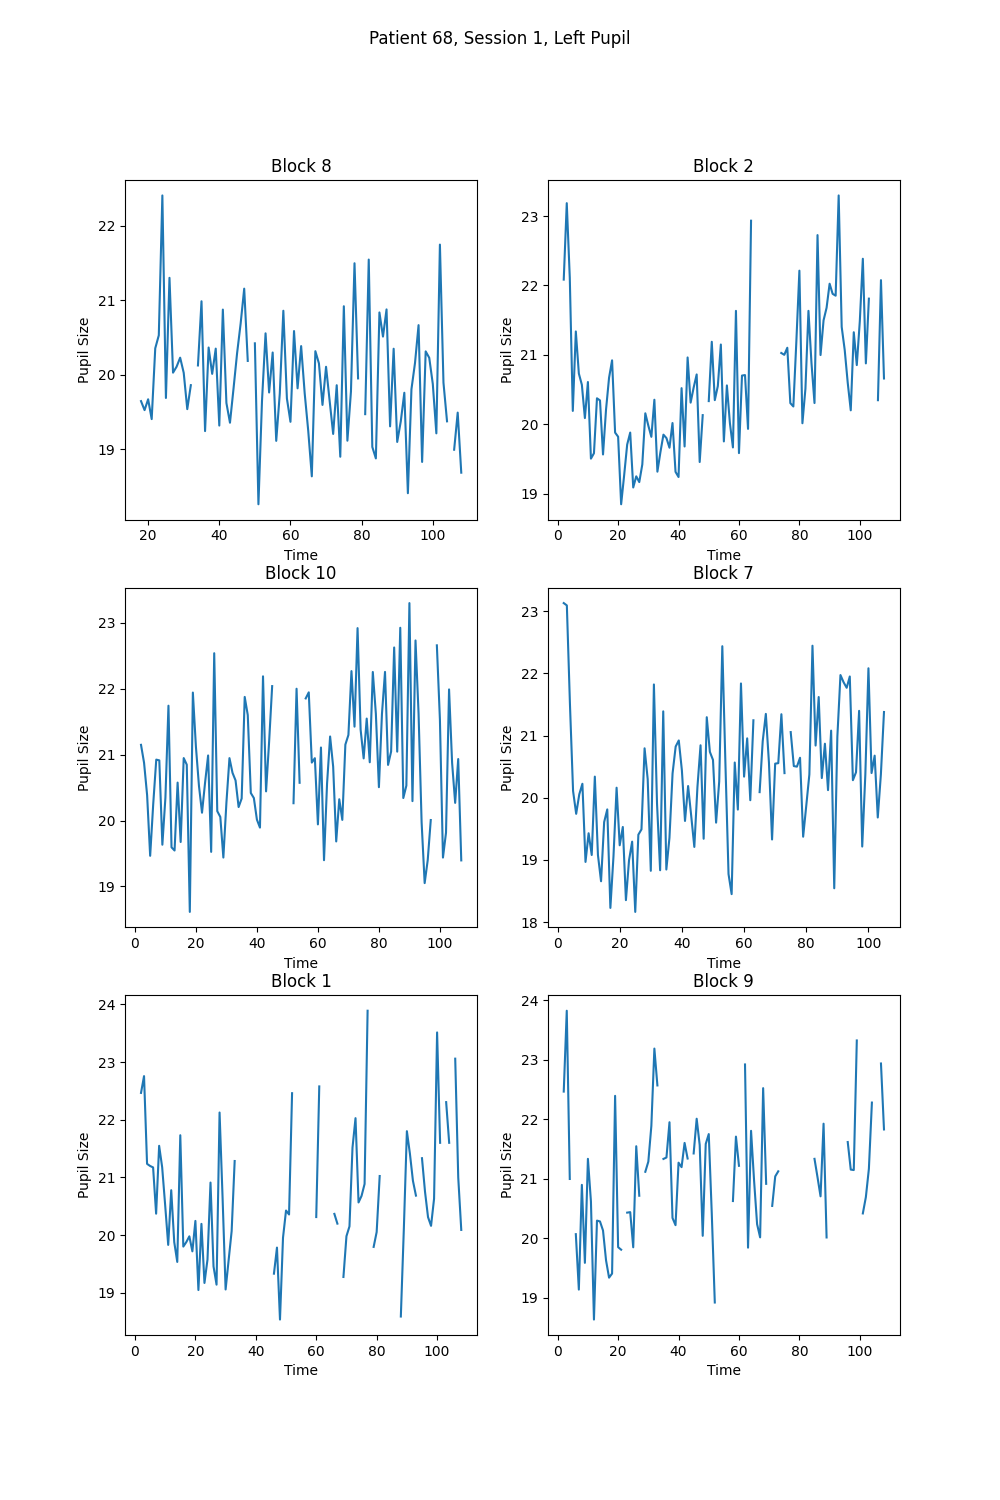 Patient 68, Session 1, Left Pupil
Block 8
Block 2
Pupil Size
22
21
20
19
20 40 60 80 100
Time
Pupil Size
23
22
21
20
19
0 20 40 60 80 100
Time
Block 10
Block 7
Pupil Size
23
22
21
20
19
0 20 40 60 80 100
Time
Pupil Size
23
22
21
20
19
18
0 20 40 60 80 100
Time
Block 1
Block 9
Pupil Size
24
23
22
21
20
19
0 20 40 60 80 100
Time
Pupil Size
24
23
22
21
20
19
0 20 40 60 80 100
Time